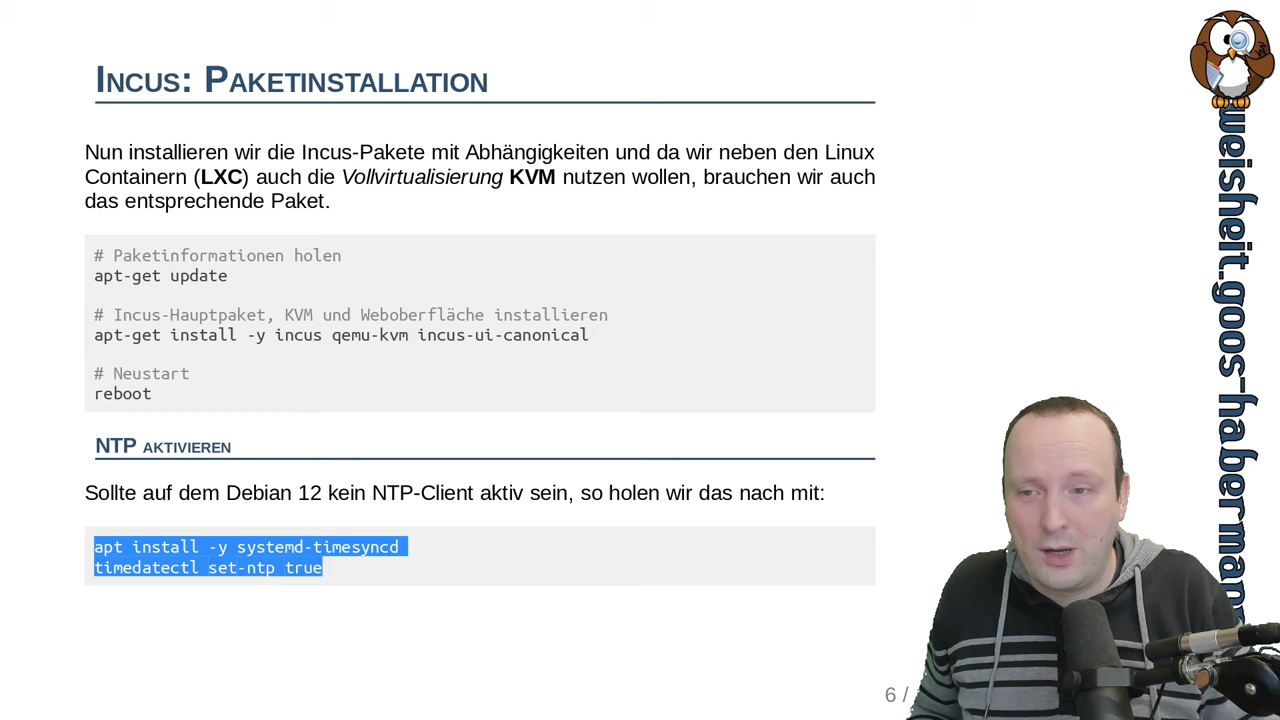 INCUS: PAKETINSTALLATION
Nun installieren wir die Incus-Pakete mit Abhängigkeiten und da wir neben den Linux
Containern (LXC) auch die Vollvirtualisierung KVM nutzen wollen, brauchen wir auch
das entsprechende Paket.
# Paketinformationen holen
apt-get update
# Incus-Hauptpaket, KVM und Weboberfläche installieren
apt-get install -y incus qemu-kvm incus-ui-canonical
# Neustart
reboot
NTP AKTIVIEREN
Sollte auf dem Debian 12 kein NTP-Client aktiv sein, so holen wir das nach mit:
apt install -y systemd-timesyncd
timedatectl set-ntp true
6 /
weisheit.goos-habermann